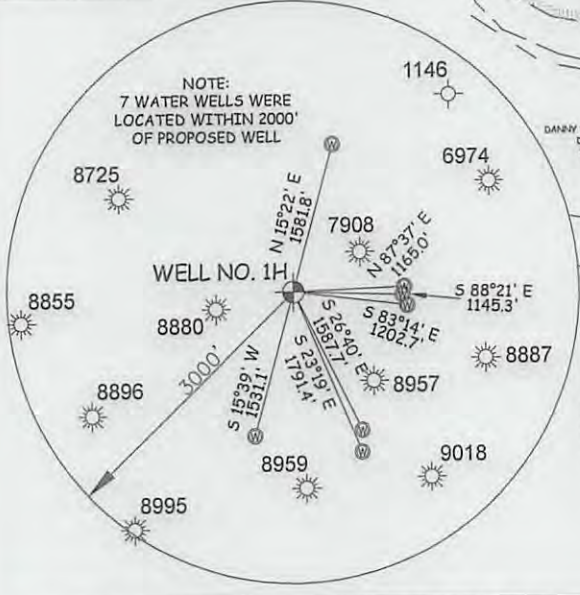 1146
NOTE:
7 WATER WELLS WERE
LOCATED WITHIN 2000'
OF PROPOSED WELL
DANNY
6974
8725
N 15°22' E
1581.8'
7908
N 87°37' E
1165.0'
WELL NO. 1H
S 88°21' E
1145.3'
8855
8880
S 83°14' E
1202.7'
S 26°40' E
1587.7'
S 23°19' E
1791.4'
8887
3000'
8957
S 15°39' W
1531.1'
8896
8959
9018
8995
W
W
W
W
W
W